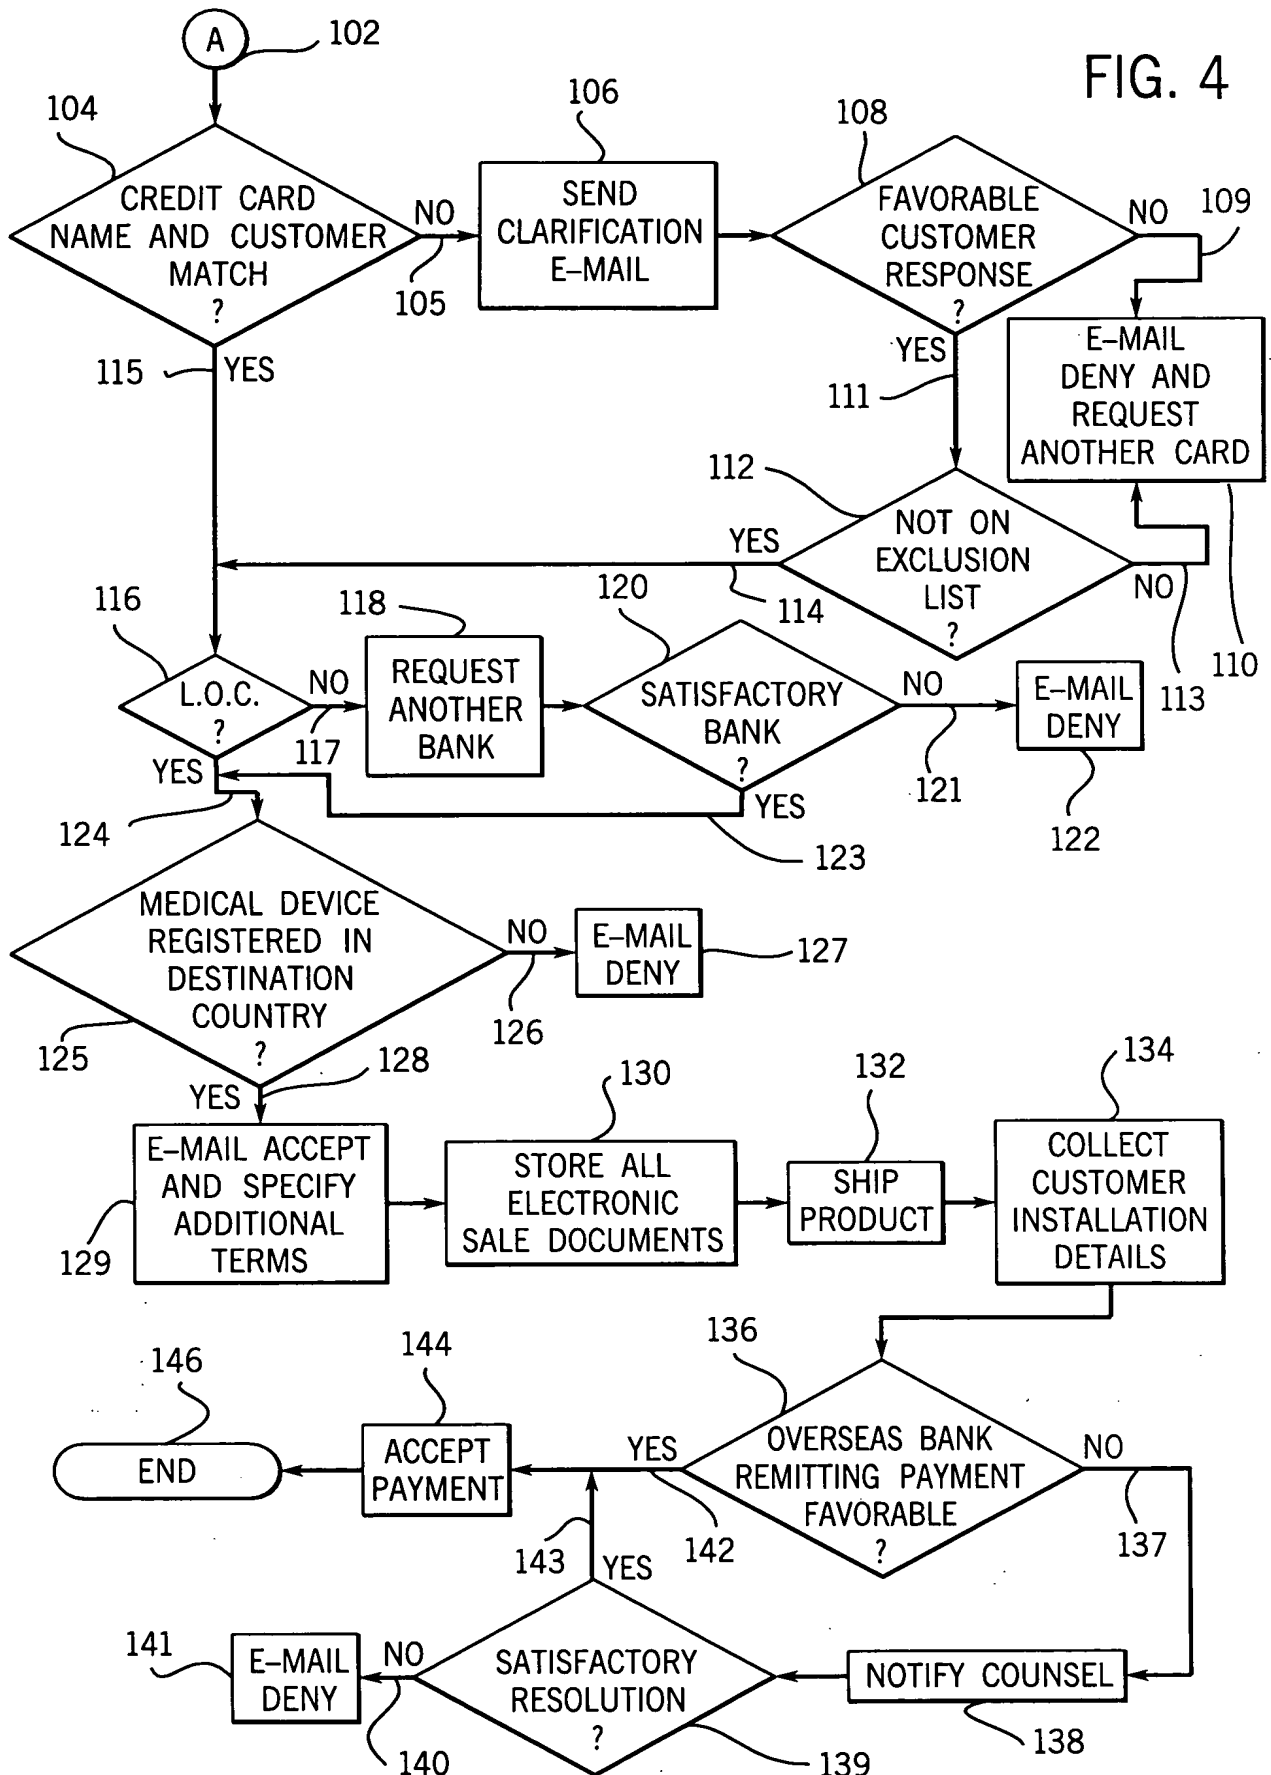 A
102
FIG. 4
104
106
108
CREDIT CARD
NAME AND CUSTOMER
MATCH
?
NO
105
SEND
CLARIFICATION
E–MAIL
FAVORABLE
CUSTOMER
RESPONSE
?
NO
109
YES
115
YES
111
E–MAIL
DENY AND
REQUEST
ANOTHER CARD
110
112
NOT ON
EXCLUSION
LIST
?
YES
114
NO
113
116
L.O.C.
?
NO
117
118
REQUEST
ANOTHER
BANK
120
SATISFACTORY
BANK
?
NO
121
E–MAIL
DENY
122
YES
124
YES
123
MEDICAL DEVICE
REGISTERED IN
DESTINATION
COUNTRY
?
125
NO
126
E–MAIL
DENY
127
YES
128
E–MAIL ACCEPT
AND SPECIFY
ADDITIONAL
TERMS
129
130
STORE ALL
ELECTRONIC
SALE DOCUMENTS
132
SHIP
PRODUCT
134
COLLECT
CUSTOMER
INSTALLATION
DETAILS
136
OVERSEAS BANK
REMITTING PAYMENT
FAVORABLE
?
NO
137
YES
142
144
ACCEPT
PAYMENT
146
END
143
YES
NOTIFY COUNSEL
138
SATISFACTORY
RESOLUTION
?
139
NO
140
E–MAIL
DENY
141